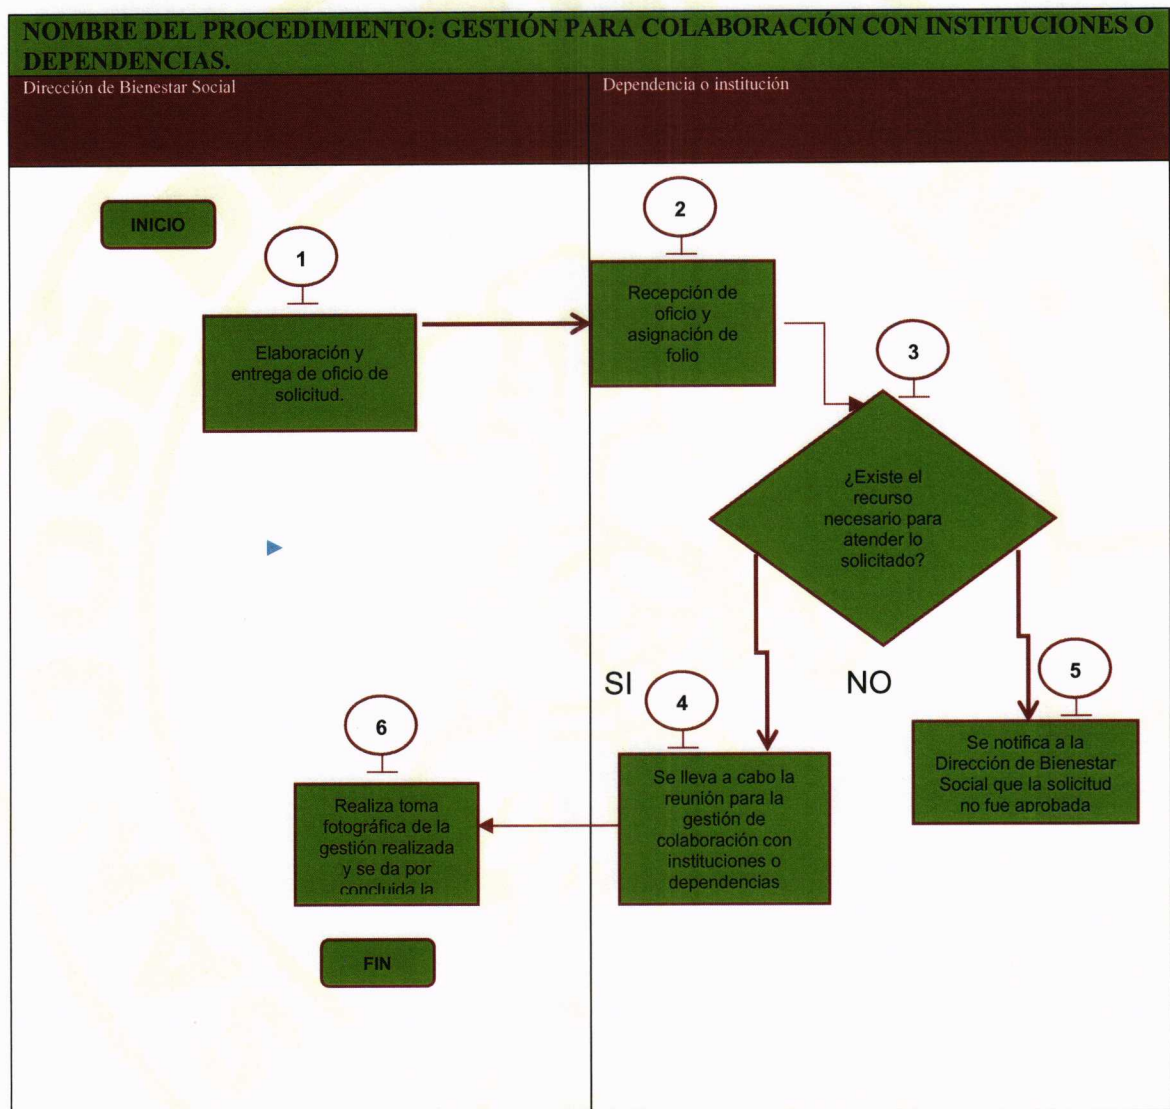 NOMBRE DEL PROCEDIMIENTO: GESTIÓN PARA COLABORACIÓN CON INSTITUCIONES O
DEPENDENCIAS.
Dirección de Bienestar Social
Dependencia o institución
INICIO
1
Elaboración y
entrega de oficio de
solicitud.
2
Recepción de
oficio y
asignación de
folio
3
¿Existe el
recurso
necesario para
atender lo
solicitado?
SI
NO
4
Se lleva a cabo la
reunión para la
gestión de
colaboración con
instituciones o
dependencias
5
Se notifica a la
Dirección de Bienestar
Social que la solicitud
no fue aprobada
6
Realiza toma
fotográfica de la
gestión realizada
y se da por
concluida la
FIN